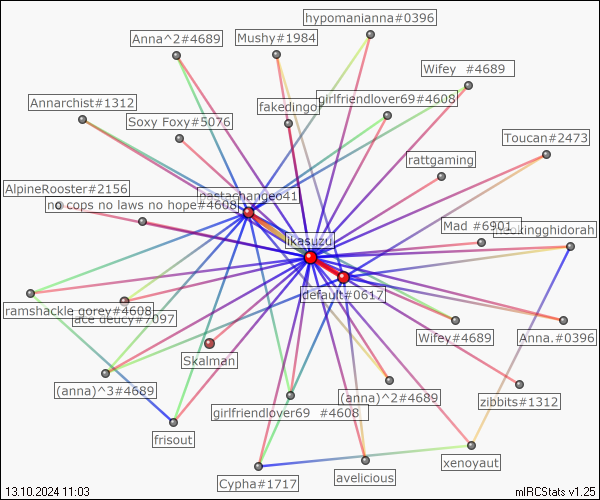 hypomanianna#0396
Anna^2#4689
Mushy#1984
Wifey  #4689
Annarchist#1312
fakedingo
girlfriendlover69#4608
Soxy Foxy#5076
Toucan#2473
rattgaming
AlpineRooster#2156
pastachangeo41
no cops no laws no hope#4608
Mad #6901
kingghidorah
likasuzu
default#0617
ramshackle gorey#4608
ace deucy#7097
Wifey#4689
Anna.#0396
Skalman
(anna)^3#4689
(anna)^2#4689
zibbits#1312
girlfriendlover69  #4608
frisout
xenoyaut
avelicious
Cypha#1717
13.10.2024 11:03
mIRCStats v1.25